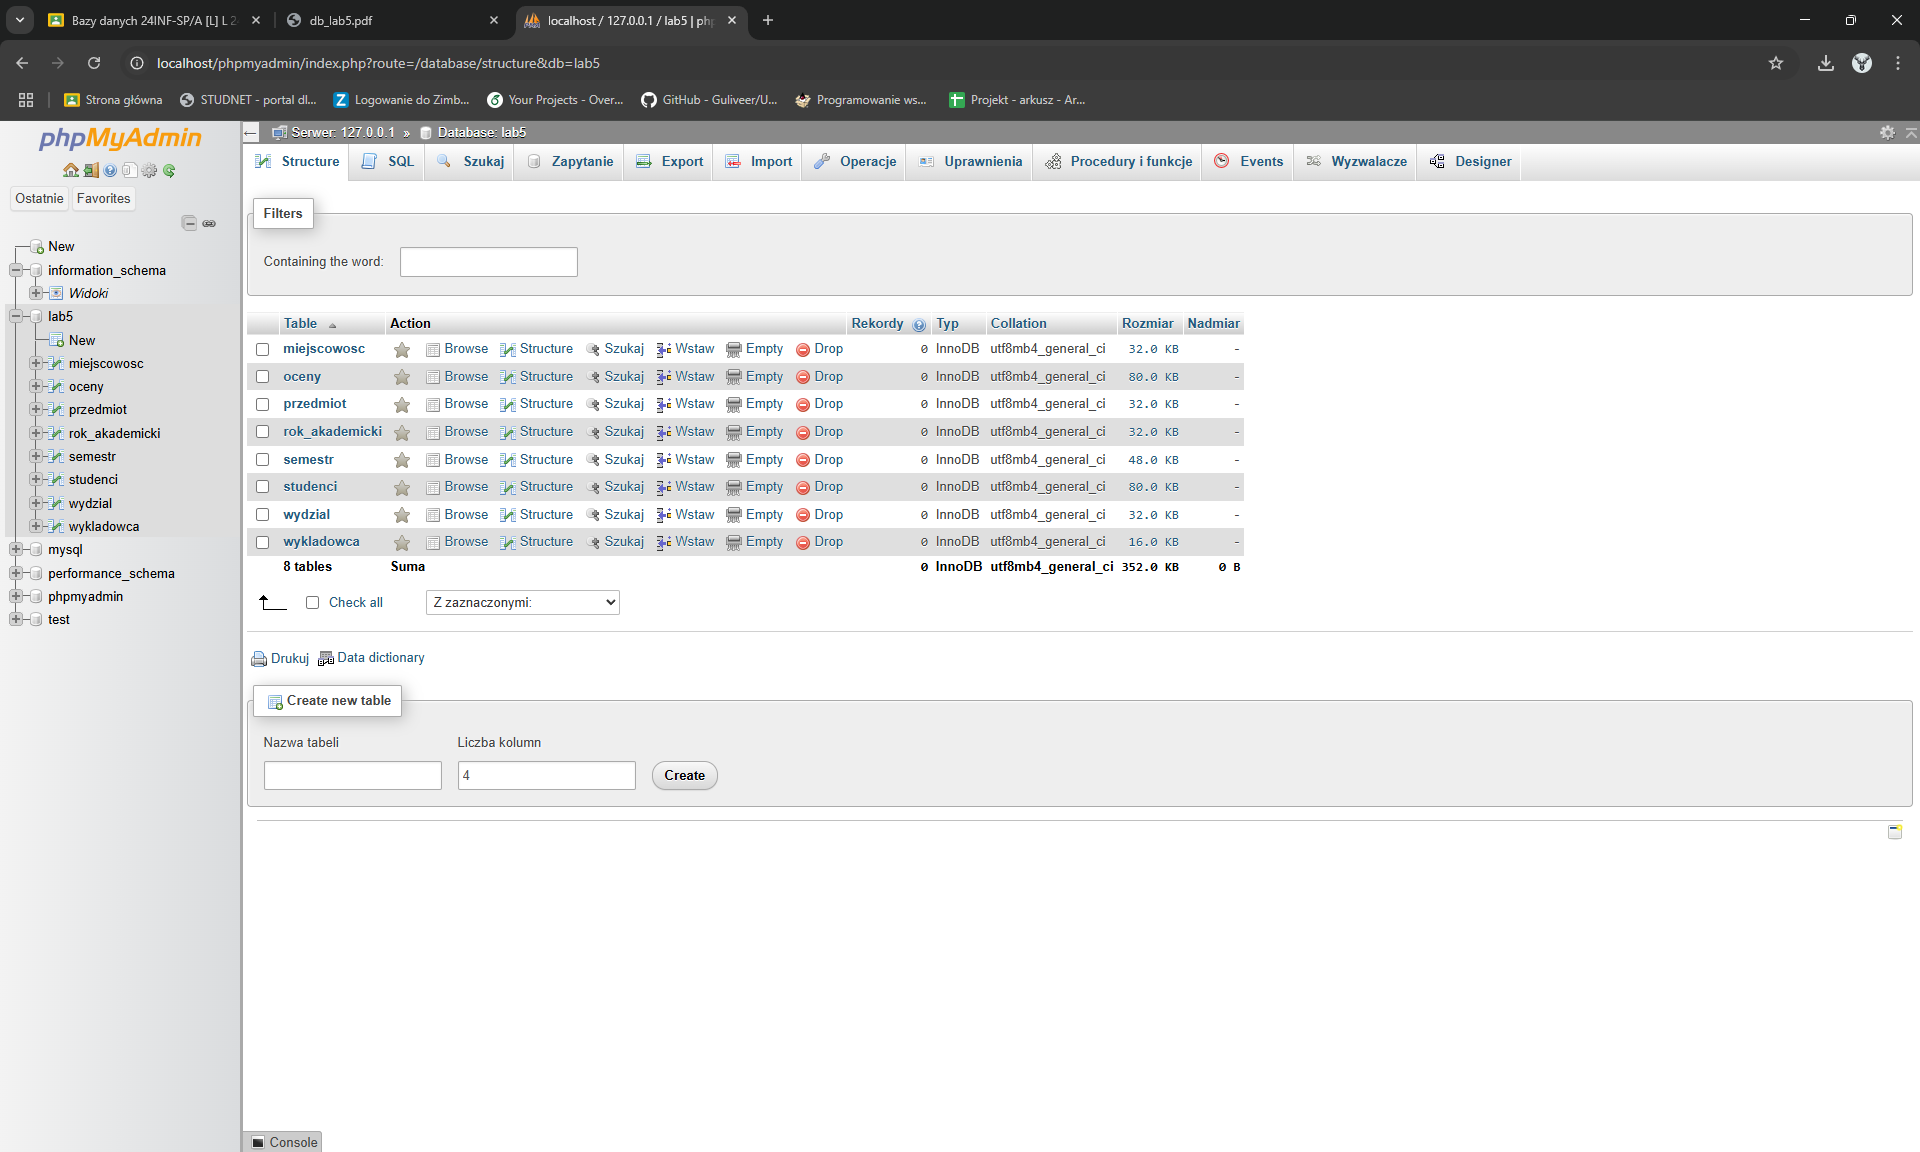 Bazy danych 24INF-SP/A [L] L 2
db_lab5.pdf
localhost / 127.0.0.1 / lab5 | ph
localhost/phpmyadmin/index.php?route=/database/structure&db=lab5
Strona główna
STUDNET - portal dl...
Logowanie do Zimb...
Your Projects - Over...
GitHub - Guliveer/U...
Programowanie ws...
Projekt - arkusz - Ar...
phpMyAdmin
Ostatnie Favorites
New
information_schema
Widoki
lab5
New
miejscowosc
oceny
przedmiot
rok_akademicki
semestr
studenci
wydzial
wykladowca
mysql
performance_schema
phpmyadmin
test
Serwer: 127.0.0.1 » Database: lab5
Structure SQL Szukaj Zapytanie Export Import Operacje Uprawnienia Procedury i funkcje Events Wyzwalacze Designer
Filters
Containing the word:
Table Action Rekordy Typ Collation Rozmiar Nadmiar
miejscowosc Browse Structure Szukaj Wstaw Empty Drop 0 InnoDB utf8mb4_general_ci 32.0 KB -
oceny Browse Structure Szukaj Wstaw Empty Drop 0 InnoDB utf8mb4_general_ci 80.0 KB -
przedmiot Browse Structure Szukaj Wstaw Empty Drop 0 InnoDB utf8mb4_general_ci 32.0 KB -
rok_akademicki Browse Structure Szukaj Wstaw Empty Drop 0 InnoDB utf8mb4_general_ci 32.0 KB -
semestr Browse Structure Szukaj Wstaw Empty Drop 0 InnoDB utf8mb4_general_ci 48.0 KB -
studenci Browse Structure Szukaj Wstaw Empty Drop 0 InnoDB utf8mb4_general_ci 80.0 KB -
wydzial Browse Structure Szukaj Wstaw Empty Drop 0 InnoDB utf8mb4_general_ci 32.0 KB -
wykladowca Browse Structure Szukaj Wstaw Empty Drop 0 InnoDB utf8mb4_general_ci 16.0 KB -
8 tables Suma 0 InnoDB utf8mb4_general_ci 352.0 KB 0 B
Check all Z zaznaczonymi:
Drukuj Data dictionary
Create new table
Nazwa tabeli Liczba kolumn
4 Create
Console